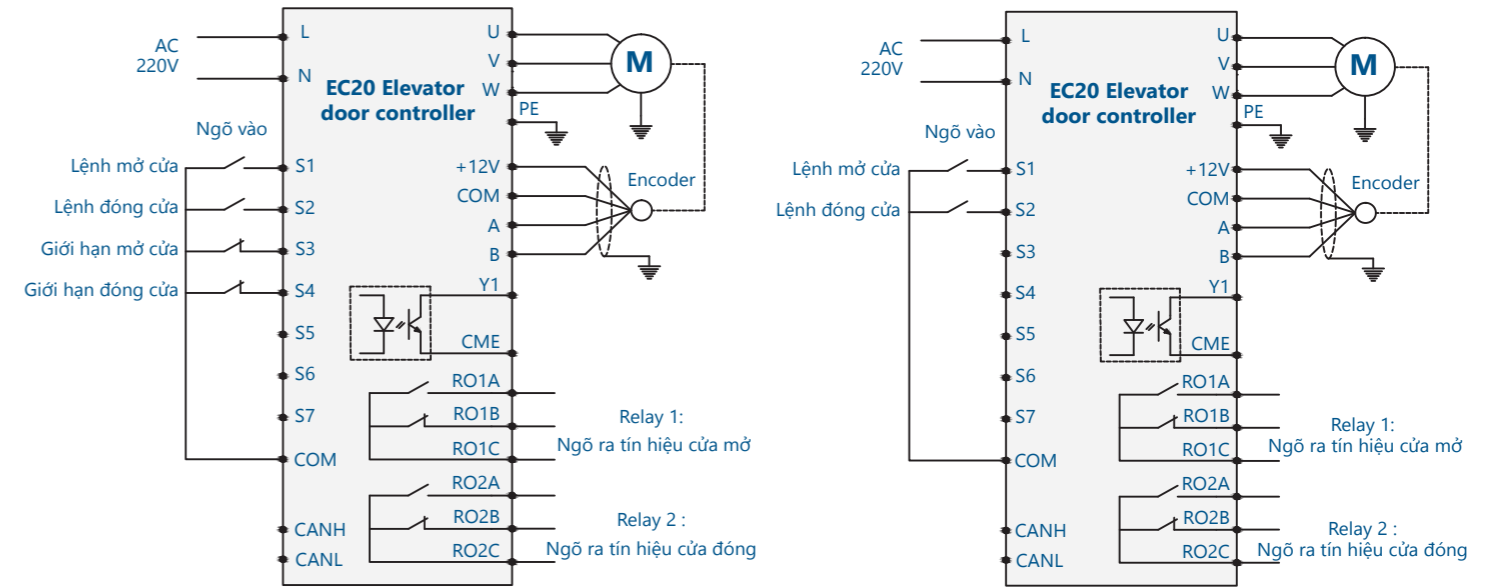 L
AC
220V
N
EC20 Elevator
door controller
U
V
W
PE
M
Ngõ vào
Lệnh mở cửa
S1
Lệnh đóng cửa
S2
Giới hạn mở cửa
S3
Giới hạn đóng cửa
S4
S5
S6
S7
COM
CANH
CANL
+12V
COM
A
B
Encoder
Y1
CME
RO1A
RO1B
RO1C
Relay 1:
Ngõ ra tín hiệu cửa mở
RO2A
RO2B
RO2C
Relay 2 :
Ngõ ra tín hiệu cửa đóng
L
AC
220V
N
EC20 Elevator
door controller
U
V
W
PE
M
Ngõ vào
Lệnh mở cửa
S1
Lệnh đóng cửa
S2
S3
S4
S5
S6
S7
COM
CANH
CANL
+12V
COM
A
B
Encoder
Y1
CME
RO1A
RO1B
RO1C
Relay 1:
Ngõ ra tín hiệu cửa mở
RO2A
RO2B
RO2C
Relay 2 :
Ngõ ra tín hiệu cửa đóng